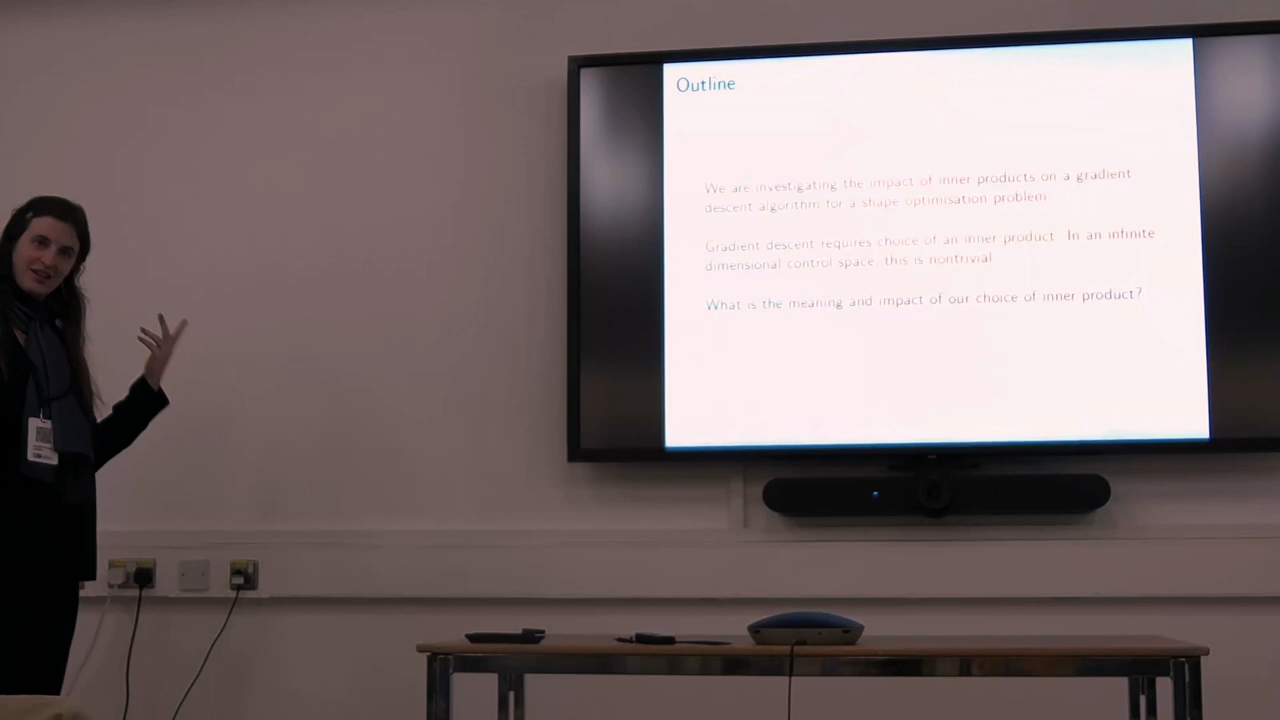 Outline
We are investigating the impact of inner products on a gradient
descent algorithm for a shape optimisation problem
Gradient descent requires choice of an inner product. In an infinite
dimensional control space, this is nontrivial
What is the meaning and impact of our choice of inner product?